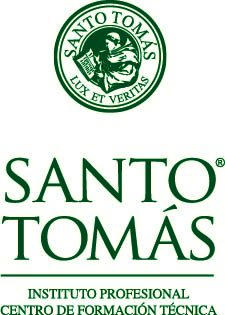 SANTO TOMÁS
LUX ET VERITAS
SANTO®
TOMÁS
INSTITUTO PROFESIONAL
CENTRO DE FORMACIÓN TÉCNICA